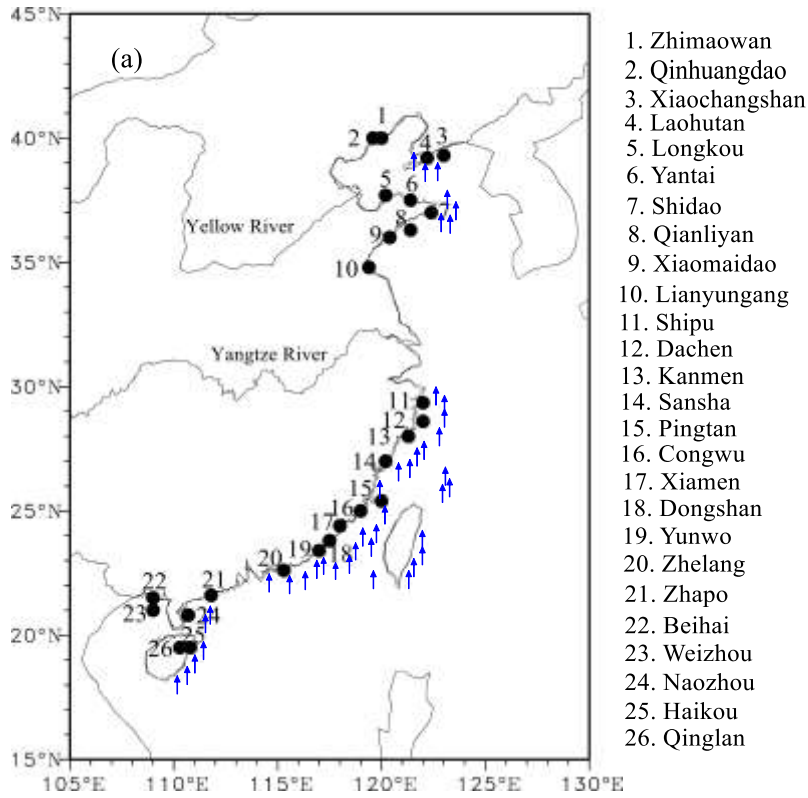 45°N
(a)
40°N
35°N
30°N
25°N
20°N
15°N
105°E
110°E
115°E
120°E
125°E
130°E
1
2
3
4
5
6
7
8
9
10
11
12
13
14
15
16
17
18
19
20
21
22
23
24
25
26
Yellow River
Yangtze River
1. Zhimaowan
2. Qinhuangdao
3. Xiaochangshan
4. Laohutan
5. Longkou
6. Yantai
7. Shidao
8. Qianliyan
9. Xiaomaidao
10. Lianyungang
11. Shipu
12. Dachen
13. Kanmen
14. Sansha
15. Pingtan
16. Congwu
17. Xiamen
18. Dongshan
19. Yunwo
20. Zhelang
21. Zhapo
22. Beihai
23. Weizhou
24. Naozhou
25. Haikou
26. Qinglan